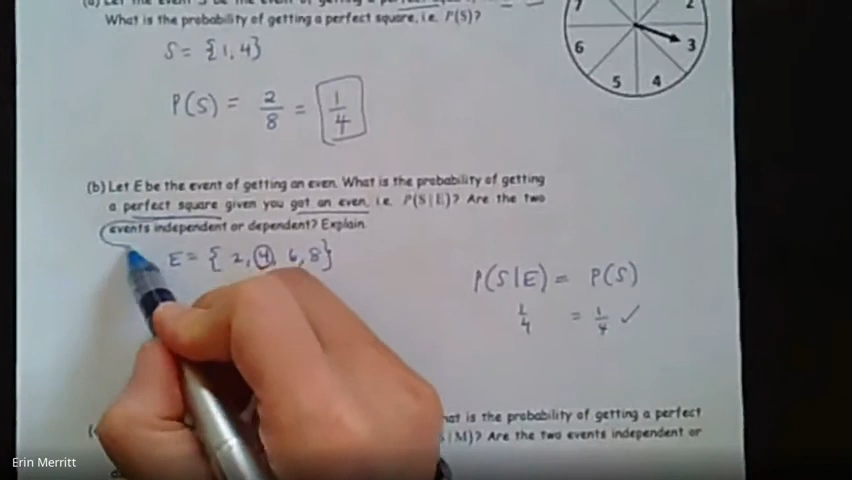 What is the probability of getting a perfect square, i.e. P(S)?
S = {1, 4}
P(S) = 2/8 = 1/4
7
2
6
3
5
4
(b) Let E be the event of getting an even. What is the probability of getting
a perfect square given you got an even, i.e. P(S|E)? Are the two
events independent or dependent? Explain.
E = { 2, 4, 6, 8}
P(S|E) = P(S)
1/4 = 1/4 ✓
hat is the probability of getting a perfect
|M)? Are the two events independent or
Erin Merritt